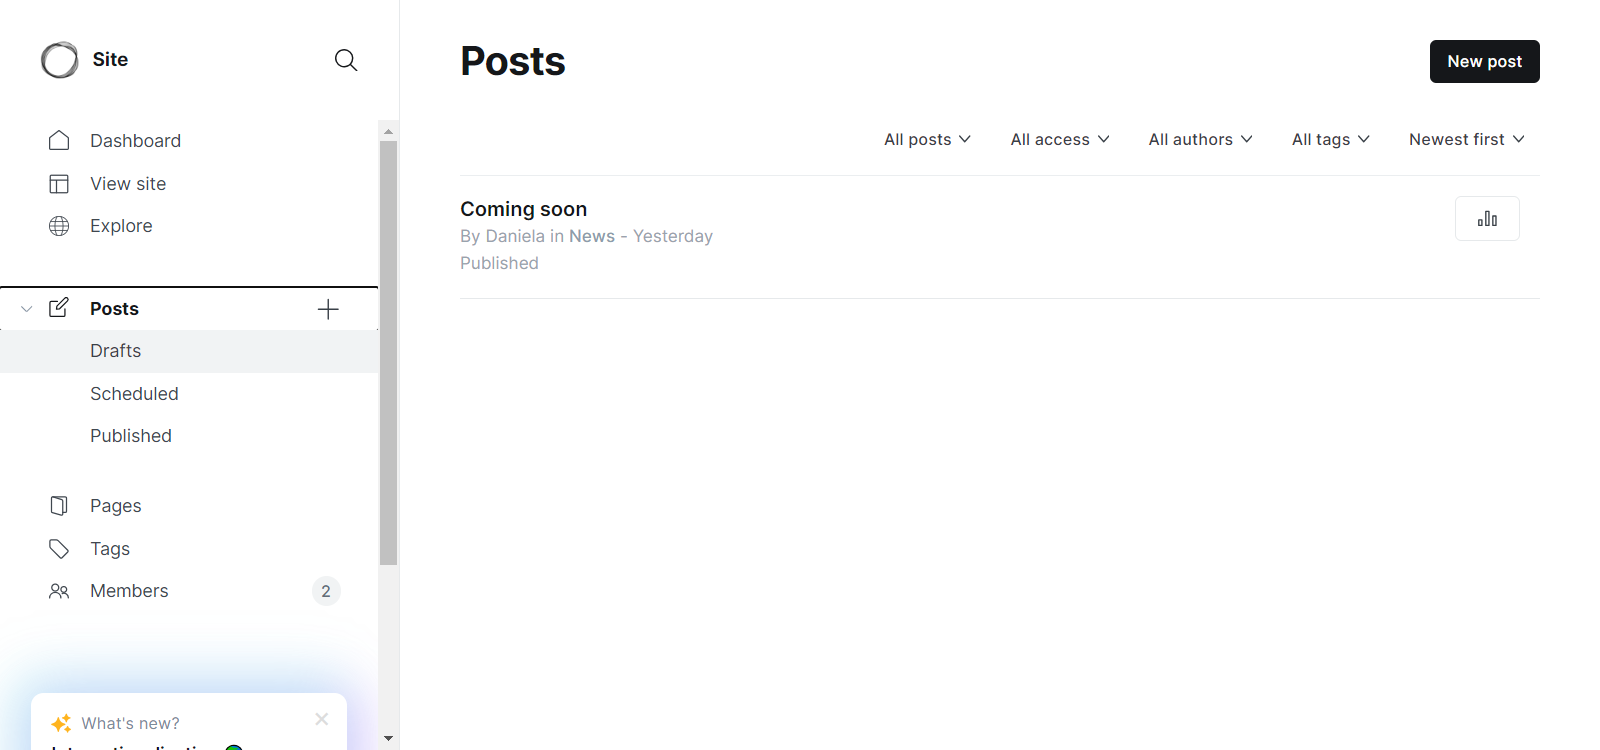 Site
Dashboard
View site
Explore
Posts
Drafts
Scheduled
Published
Pages
Tags
Members
2
What's new?
Posts
New post
All posts
All access
All authors
All tags
Newest first
Coming soon
By Daniela in News - Yesterday
Published